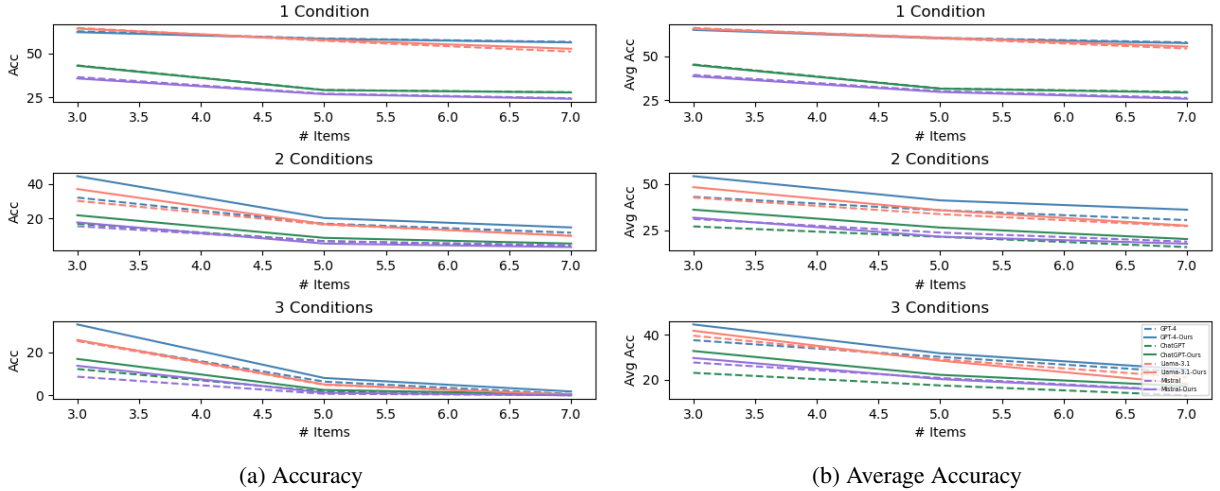 1 Condition
Acc
50
25
3.0 3.5 4.0 4.5 5.0 5.5 6.0 6.5 7.0
# Items
2 Conditions
Acc
40
20
3.0 3.5 4.0 4.5 5.0 5.5 6.0 6.5 7.0
# Items
3 Conditions
Acc
20
0
3.0 3.5 4.0 4.5 5.0 5.5 6.0 6.5 7.0
# Items
(a) Accuracy
1 Condition
Avg Acc
50
25
3.0 3.5 4.0 4.5 5.0 5.5 6.0 6.5 7.0
# Items
2 Conditions
Avg Acc
50
25
3.0 3.5 4.0 4.5 5.0 5.5 6.0 6.5 7.0
# Items
3 Conditions
Avg Acc
40
20
GPT-4
GPT-4-Ours
ChatGPT
ChatGPT-Ours
Llama-3.1
Llama-3.1-Ours
Mistral
Mistral-Ours
3.0 3.5 4.0 4.5 5.0 5.5 6.0 6.5 7.0
# Items
(b) Average Accuracy